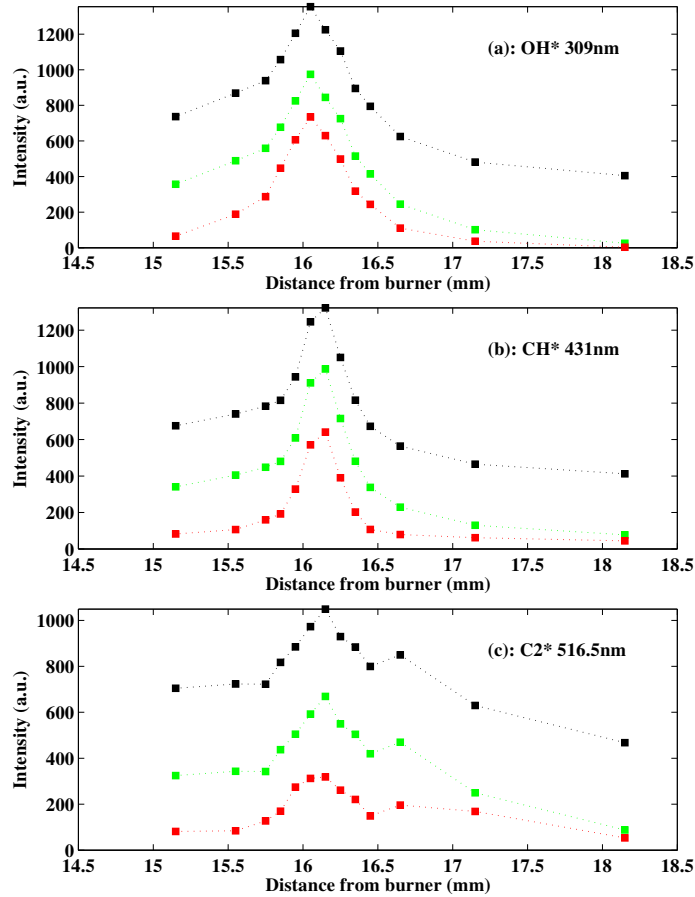 1200
1000
800
600
400
200
0
Intensity (a.u.)
(a): OH* 309nm
14.5 15 15.5 16 16.5 17 17.5 18 18.5
Distance from burner (mm)
1200
1000
800
600
400
200
0
Intensity (a.u.)
(b): CH* 431nm
14.5 15 15.5 16 16.5 17 17.5 18 18.5
Distance from burner (mm)
1000
800
600
400
200
0
Intensity (a.u.)
(c): C2* 516.5nm
14.5 15 15.5 16 16.5 17 17.5 18 18.5
Distance from burner (mm)